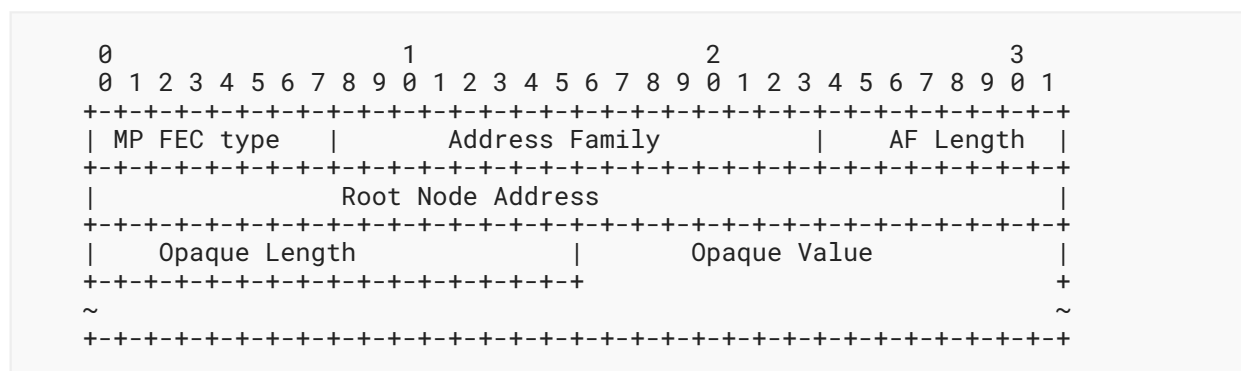 0                   1                   2                   3
 0 1 2 3 4 5 6 7 8 9 0 1 2 3 4 5 6 7 8 9 0 1 2 3 4 5 6 7 8 9 0 1
+-+-+-+-+-+-+-+-+-+-+-+-+-+-+-+-+-+-+-+-+-+-+-+-+-+-+-+-+-+-+-+-+
| MP FEC type   |       Address Family          |    AF Length  |
+-+-+-+-+-+-+-+-+-+-+-+-+-+-+-+-+-+-+-+-+-+-+-+-+-+-+-+-+-+-+-+-+
|                Root Node Address                              |
+-+-+-+-+-+-+-+-+-+-+-+-+-+-+-+-+-+-+-+-+-+-+-+-+-+-+-+-+-+-+-+-+
|    Opaque Length              |       Opaque Value            |
+-+-+-+-+-+-+-+-+-+-+-+-+-+-+-+-+                               +
~                                                               ~
+-+-+-+-+-+-+-+-+-+-+-+-+-+-+-+-+-+-+-+-+-+-+-+-+-+-+-+-+-+-+-+-+